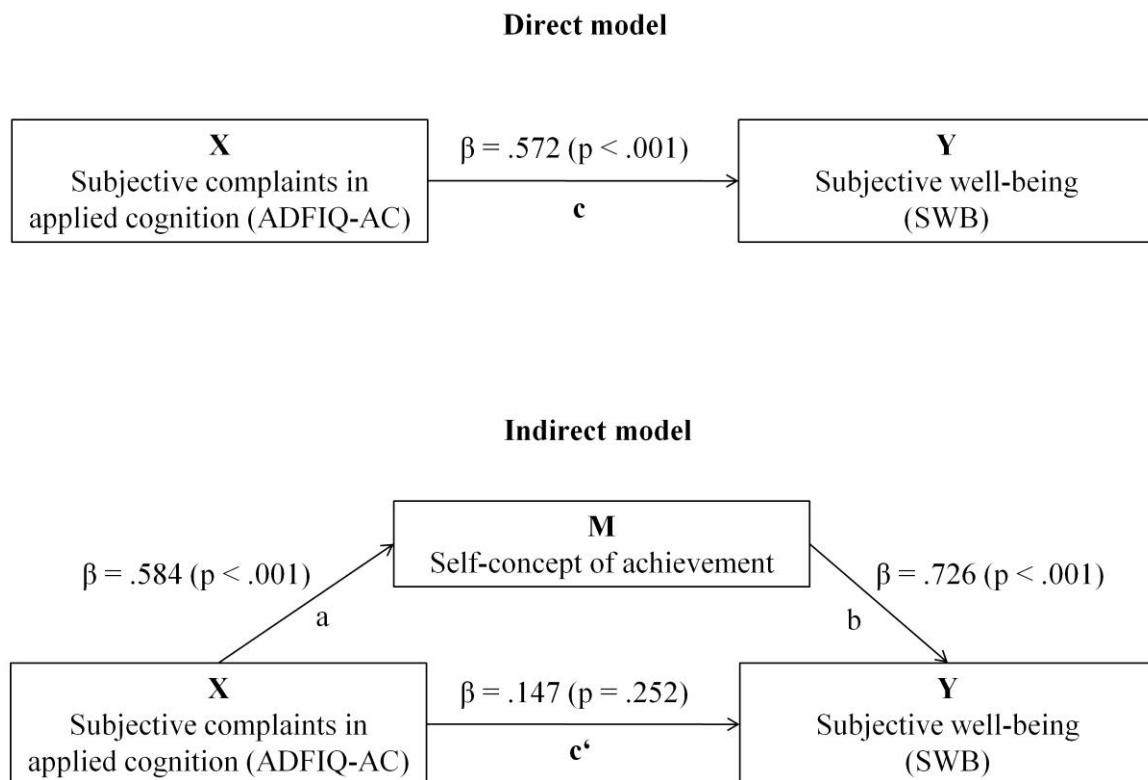 Direct model
X
Subjective complaints in
applied cognition (ADFIQ-AC)
β = .572 (p < .001)
c
Y
Subjective well-being
(SWB)
Indirect model
M
Self-concept of achievement
β = .584 (p < .001)
a
β = .726 (p < .001)
b
X
Subjective complaints in
applied cognition (ADFIQ-AC)
β = .147 (p = .252)
c‘
Y
Subjective well-being
(SWB)